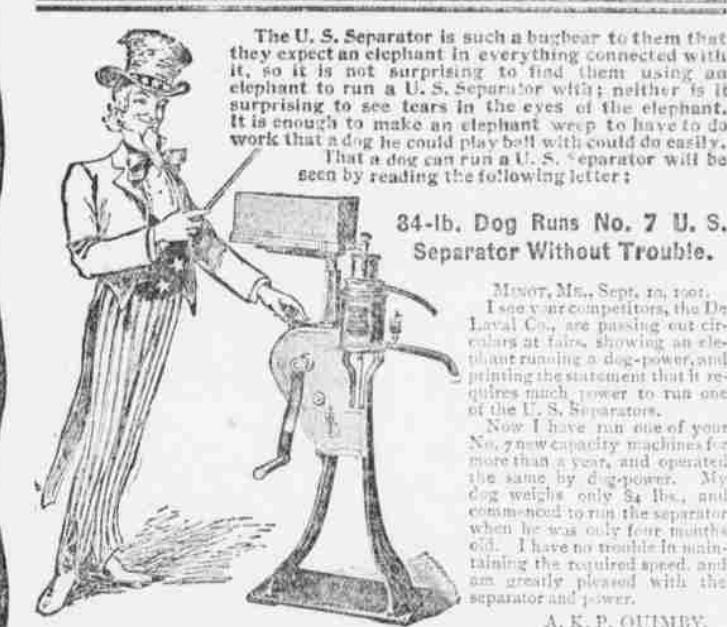 The U. S. Separator is such a bugbear to them that
they expect an elephant in everything connected with
it, so it is not surprising to find them using an
elephant to run a U. S. Separator with; neither is it
surprising to see tears in the eyes of the elephant.
It is enough to make an elephant weep to have to do
work that a dog he could play ball with could do easily.
That a dog can run a U. S. Separator will be
seen by reading the following letter:
84-lb. Dog Runs No. 7 U. S.
Separator Without Trouble.
MINOT, ME., Sept. 10, 1901.
I see your competitors, the De
Laval Co., are passing out cir-
culars at fairs, showing an ele-
phant running a dog-power, and
printing the statement that it re-
quires much power to run one
of the U. S. Separators.
Now I have run one of your
No. 7 new capacity machines for
more than a year, and operated
the same by dog-power. My
dog weighs only 84 lbs., and
commenced to run the separator
when he was only four months
old. I have no trouble in main-
taining the required speed, and
am greatly pleased with the
separator and power.
A. K. P. QUIMBY.